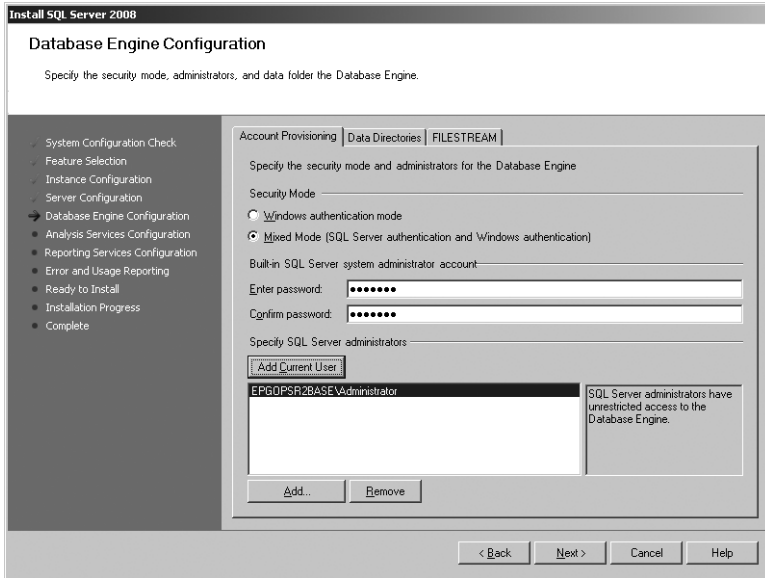 Install SQL Server 2008
Database Engine Configuration
Specify the security mode, administrators, and data folder the Database Engine.
System Configuration Check
Feature Selection
Instance Configuration
Server Configuration
Database Engine Configuration
Analysis Services Configuration
Reporting Services Configuration
Error and Usage Reporting
Ready to Install
Installation Progress
Complete
Account Provisioning Data Directories FILESTREAM
Specify the security mode and administrators for the Database Engine
Security Mode
Windows authentication mode
Mixed Mode (SQL Server authentication and Windows authentication)
Built-in SQL Server system administrator account
Enter password: ●●●●●●●
Confirm password: ●●●●●●●
Specify SQL Server administrators
Add Current User
EPGOPSR2BASE\Administrator
SQL Server administrators have
unrestricted access to the
Database Engine.
Add... Remove
< Back Next > Cancel Help